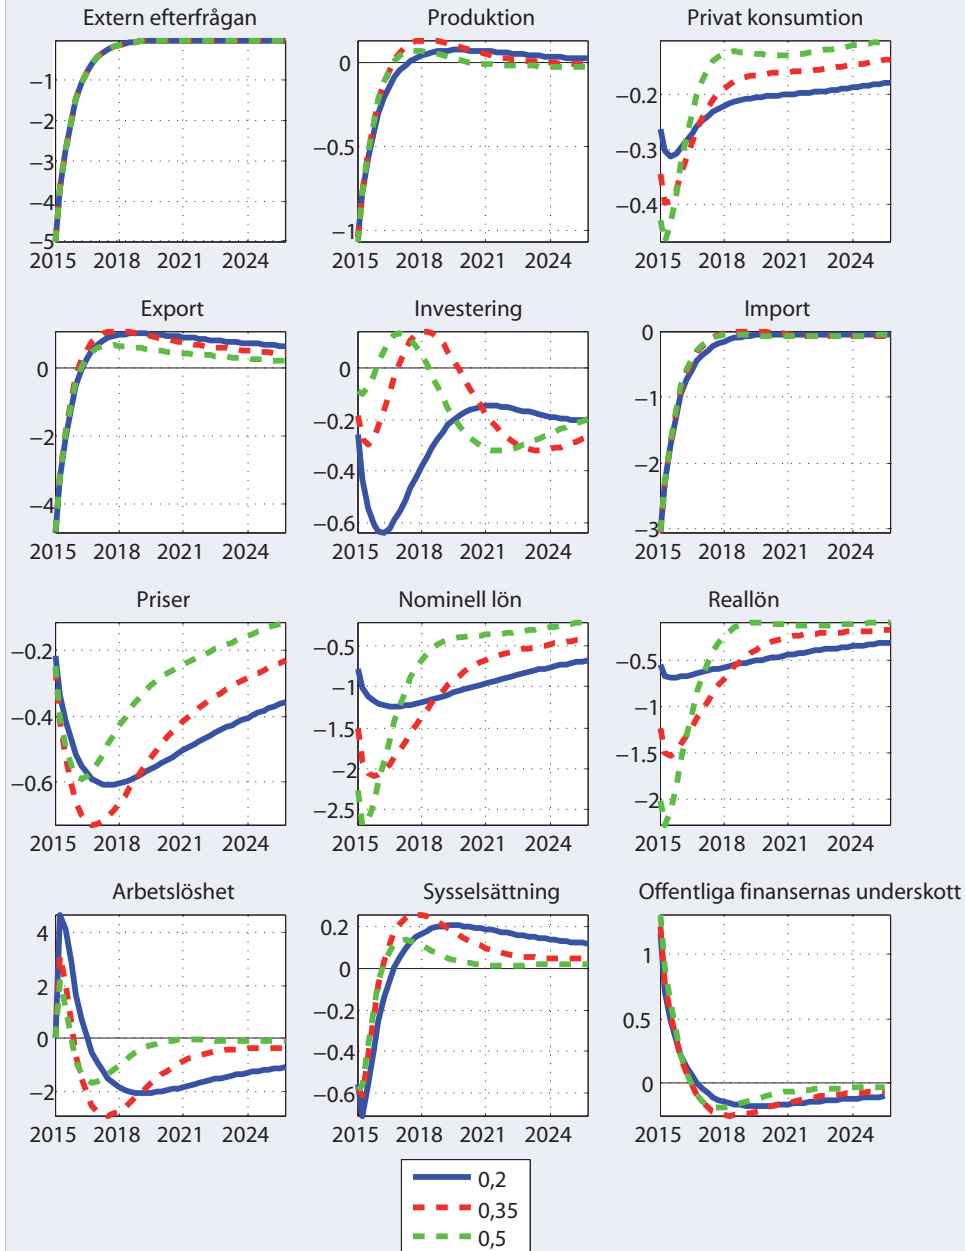 Extern efterfrågan
−1
−2
−3
−4
−5
2015 2018 2021 2024
Produktion
0
−0.5
−1
2015 2018 2021 2024
Privat konsumtion
−0.2
−0.3
−0.4
2015 2018 2021 2024
Export
0
−2
−4
2015 2018 2021 2024
Investering
0
−0.2
−0.4
−0.6
2015 2018 2021 2024
Import
0
−1
−2
−3
2015 2018 2021 2024
Priser
−0.2
−0.4
−0.6
2015 2018 2021 2024
Nominell lön
−0.5
−1
−1.5
−2
−2.5
2015 2018 2021 2024
Reallön
−0.5
−1
−1.5
−2
2015 2018 2021 2024
Arbetslöshet
4
2
0
−2
2015 2018 2021 2024
Sysselsättning
0.2
0
−0.2
−0.4
−0.6
2015 2018 2021 2024
Offentliga finansernas underskott
1
0.5
0
2015 2018 2021 2024
0,2
0,35
0,5